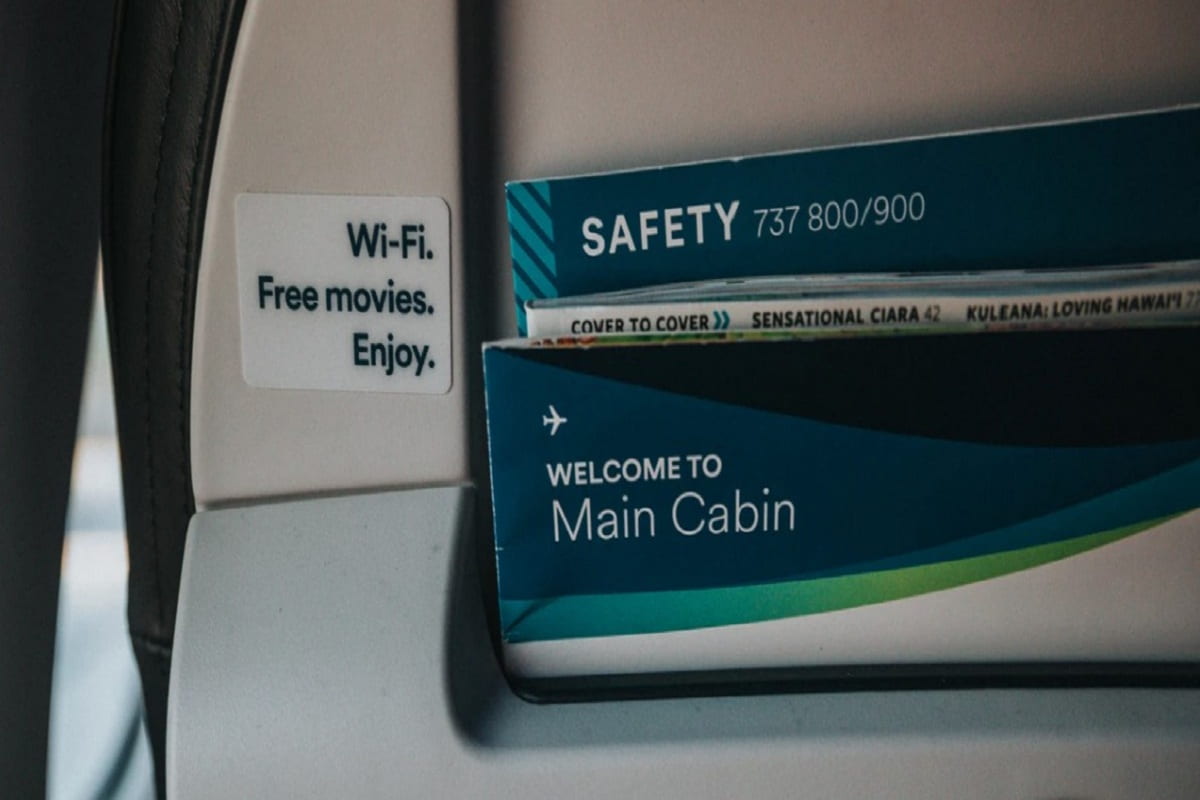 Wi-Fi.
Free movies.
Enjoy.
SAFETY 737 800/900
COVER TO COVER » SENSATIONAL CIARA 42 KULEANA: LOVING HAWAI'I
WELCOME TO
Main Cabin